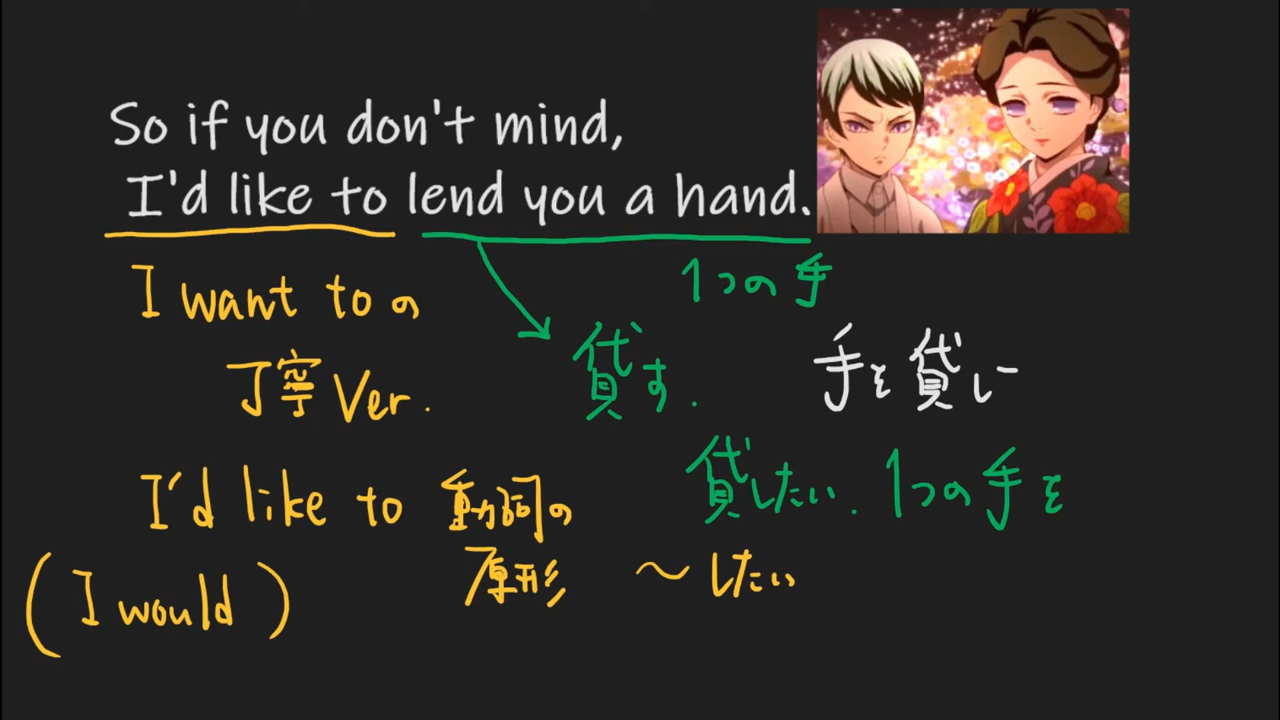 So if you don't mind,
I'd like to lend you a hand.
I want to の
丁寧 Ver.
1つの手
貸す.
手を貸し
I'd like to 動詞の
原形 ～したい
(I would)
貸したい. 1つの手を